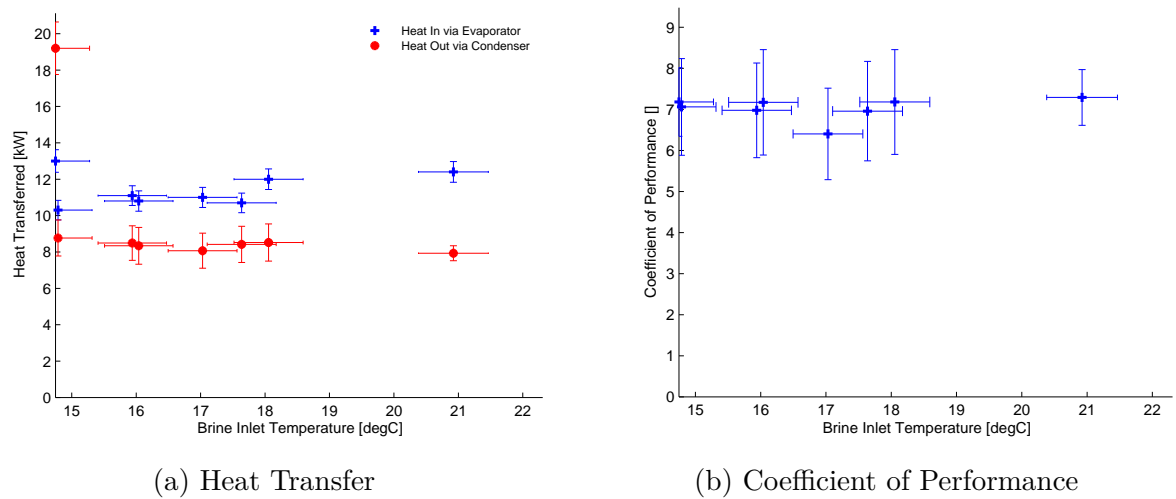 20
18
16
14
12
10
8
6
4
2
0
Heat Transferred [kW]
Heat In via Evaporator
Heat Out via Condenser
15 16 17 18 19 20 21 22
Brine Inlet Temperature [degC]
(a) Heat Transfer
9
8
7
6
5
4
3
2
1
0
Coefficient of Performance []
15 16 17 18 19 20 21 22
Brine Inlet Temperature [degC]
(b) Coefficient of Performance